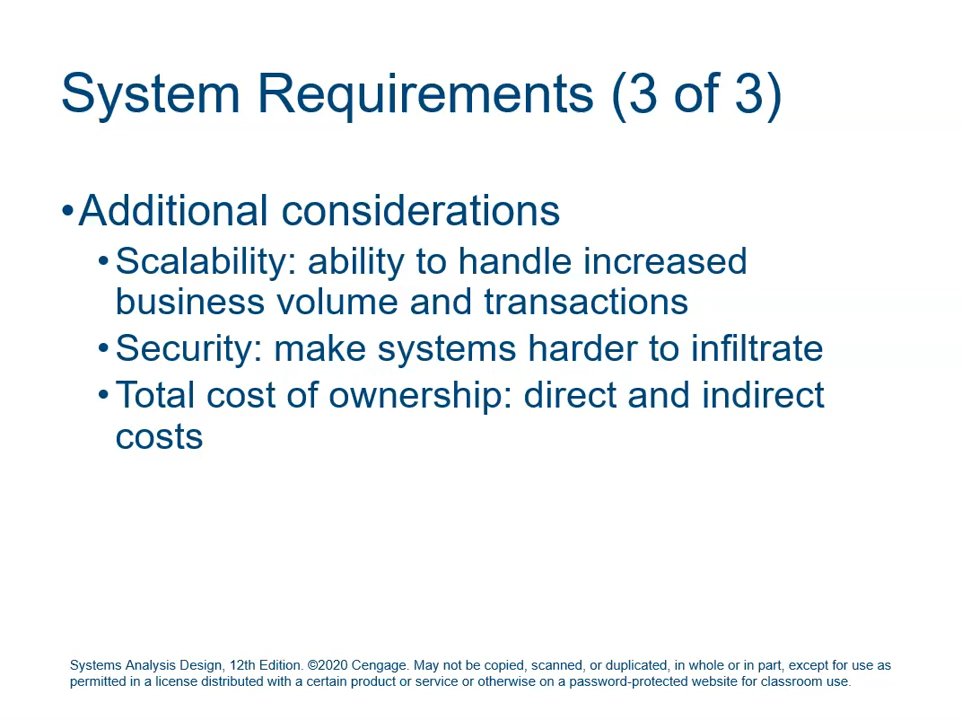 System Requirements (3 of 3)
•Additional considerations
•Scalability: ability to handle increased
business volume and transactions
•Security: make systems harder to infiltrate
•Total cost of ownership: direct and indirect
costs
Systems Analysis Design, 12th Edition. ©2020 Cengage. May not be copied, scanned, or duplicated, in whole or in part, except for use as
permitted in a license distributed with a certain product or service or otherwise on a password-protected website for classroom use.